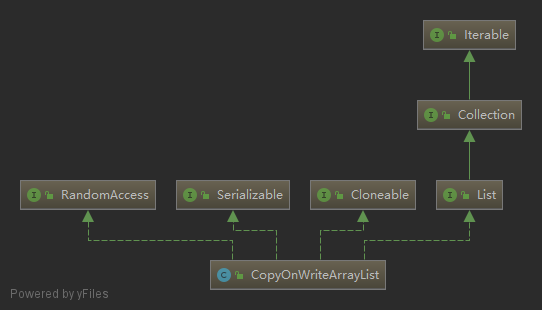 I Iterable
I Collection
I RandomAccess
I Serializable
I Cloneable
I List
C CopyOnWriteArrayList
Powered by yFiles